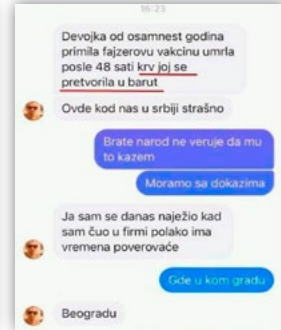 16:23
Devojka od osamnest godina
primila fajzerovu vakcinu umrla
posle 48 sati krv joj se
pretvorila u barut
Ovde kod nas u srbiji strašno
Brate narod ne veruje da mu
to kazem
Moramo sa dokazima
Ja sam se danas naježio kad
sam čuo u firmi polako ima
vremena poverovaće
Gde u kom gradu
Beogradu